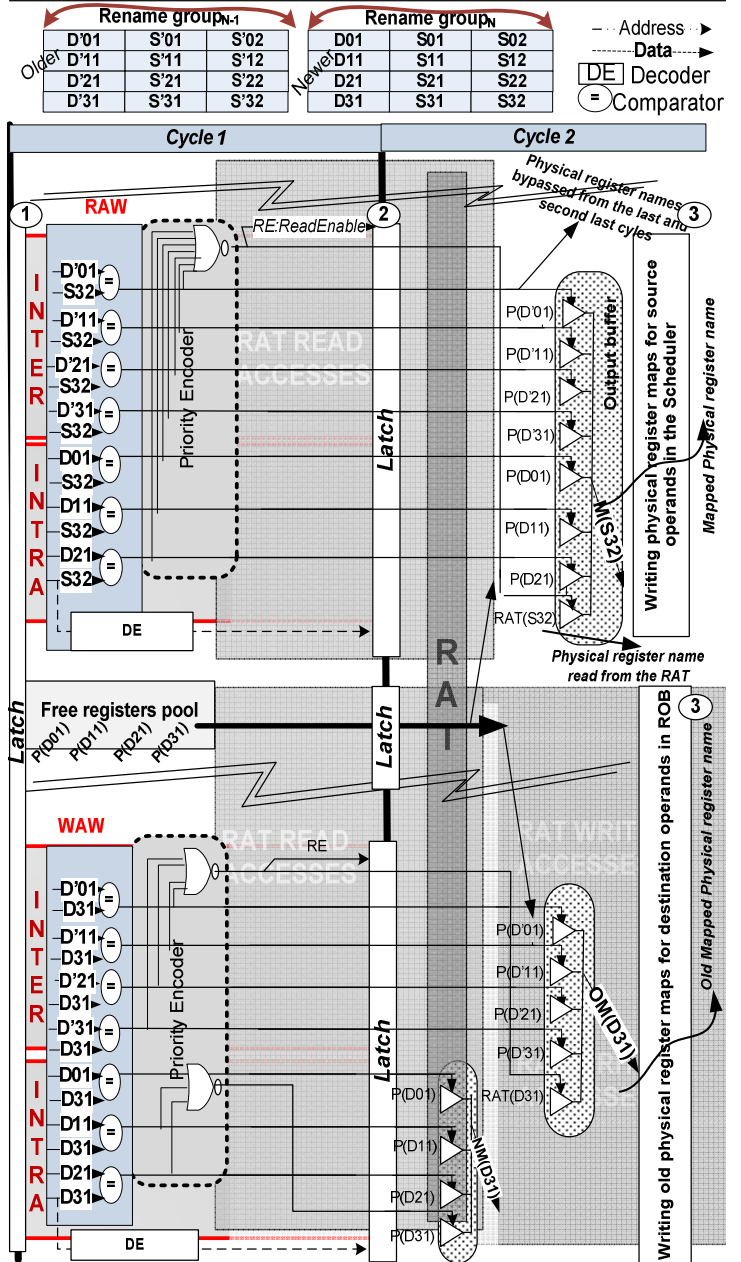 Rename group N-1
Rename group N
Older
D'01 S'01 S'02
D'11 S'11 S'12
D'21 S'21 S'22
D'31 S'31 S'32
Newer
D01 S01 S02
D11 S11 S12
D21 S21 S22
D31 S31 S32
Address
Data
DE Decoder
= Comparator
Cycle 1
Cycle 2
1
RAW
2
RE:ReadEnable
Physical register names
bypassed from the last and
second last cyles
3
INTER
D'01
S32
=
D'11
S32
=
D'21
S32
=
D'31
S32
=
INTRA
D01
S32
=
D11
S32
=
D21
S32
=
Priority Encoder
RAT READ
ACCESSES
Latch
P(D'01)
P(D'11)
P(D'21)
P(D'31)
P(D01)
P(D11)
P(D21)
RAT(S32)
Output buffer
M(S32)
Writing physical register maps for source
operands in the Scheduler
Mapped Physical register name
DE
Physical register name
read from the RAT
RAT
Latch
Free registers pool
P(D01)
P(D11)
P(D21)
P(D31)
Latch
3
WAW
RAT READ
ACCESSES
RE
RAT WRIT
ACCESSE
INTER
D'01
D31
=
D'11
D31
=
D'21
D31
=
D'31
D31
=
INTRA
D01
D31
=
D11
D31
=
D21
D31
=
Priority Encoder
Latch
P(D'01)
P(D'11)
P(D'21)
P(D'31)
RAT(D31)
OM(D31)
P(D01)
P(D11)
P(D21)
P(D31)
NM(D31)
Writing old physical register maps for destination operands in ROB
Old Mapped Physical register name
DE